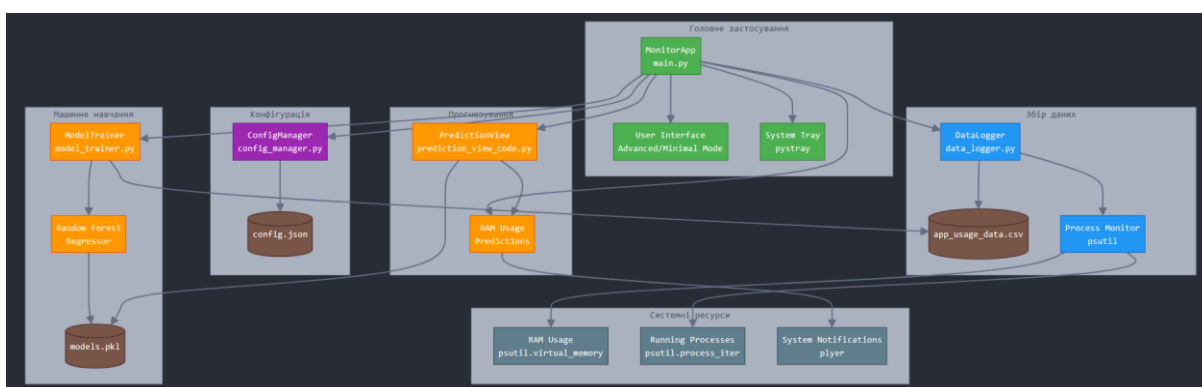 Головне застосування
MonitorApp
main.py
User Interface
Advanced/Minimal Mode
System Tray
pystray
Машинне навчання
ModelTrainer
model_trainer.py
Random Forest
Regressor
models.pkl
Конфігурація
ConfigManager
config_manager.py
config.json
Прогнозування
PredictionView
prediction_view_code.py
RAM Usage
Predictions
Збір даних
DataLogger
data_logger.py
app_usage_data.csv
Process Monitor
psutil
Системні ресурси
RAM Usage
psutil.virtual_memory
Running Processes
psutil.process_iter
System Notifications
plyer